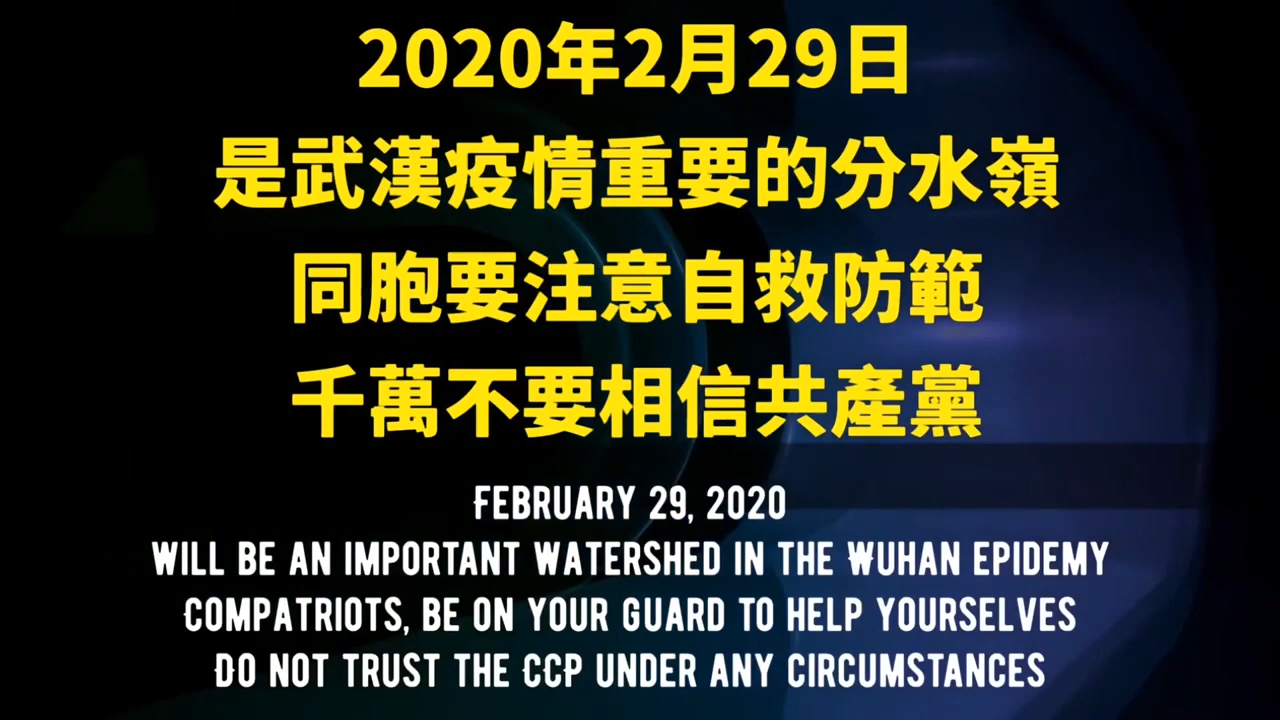 2020年2月29日
是武漢疫情重要的分水嶺
同胞要注意自救防範
千萬不要相信共產黨
FEBRUARY 29, 2020
WILL BE AN IMPORTANT WATERSHED IN THE WUHAN EPIDEMY
COMPATRIOTS, BE ON YOUR GUARD TO HELP YOURSELVES
DO NOT TRUST THE CCP UNDER ANY CIRCUMSTANCES